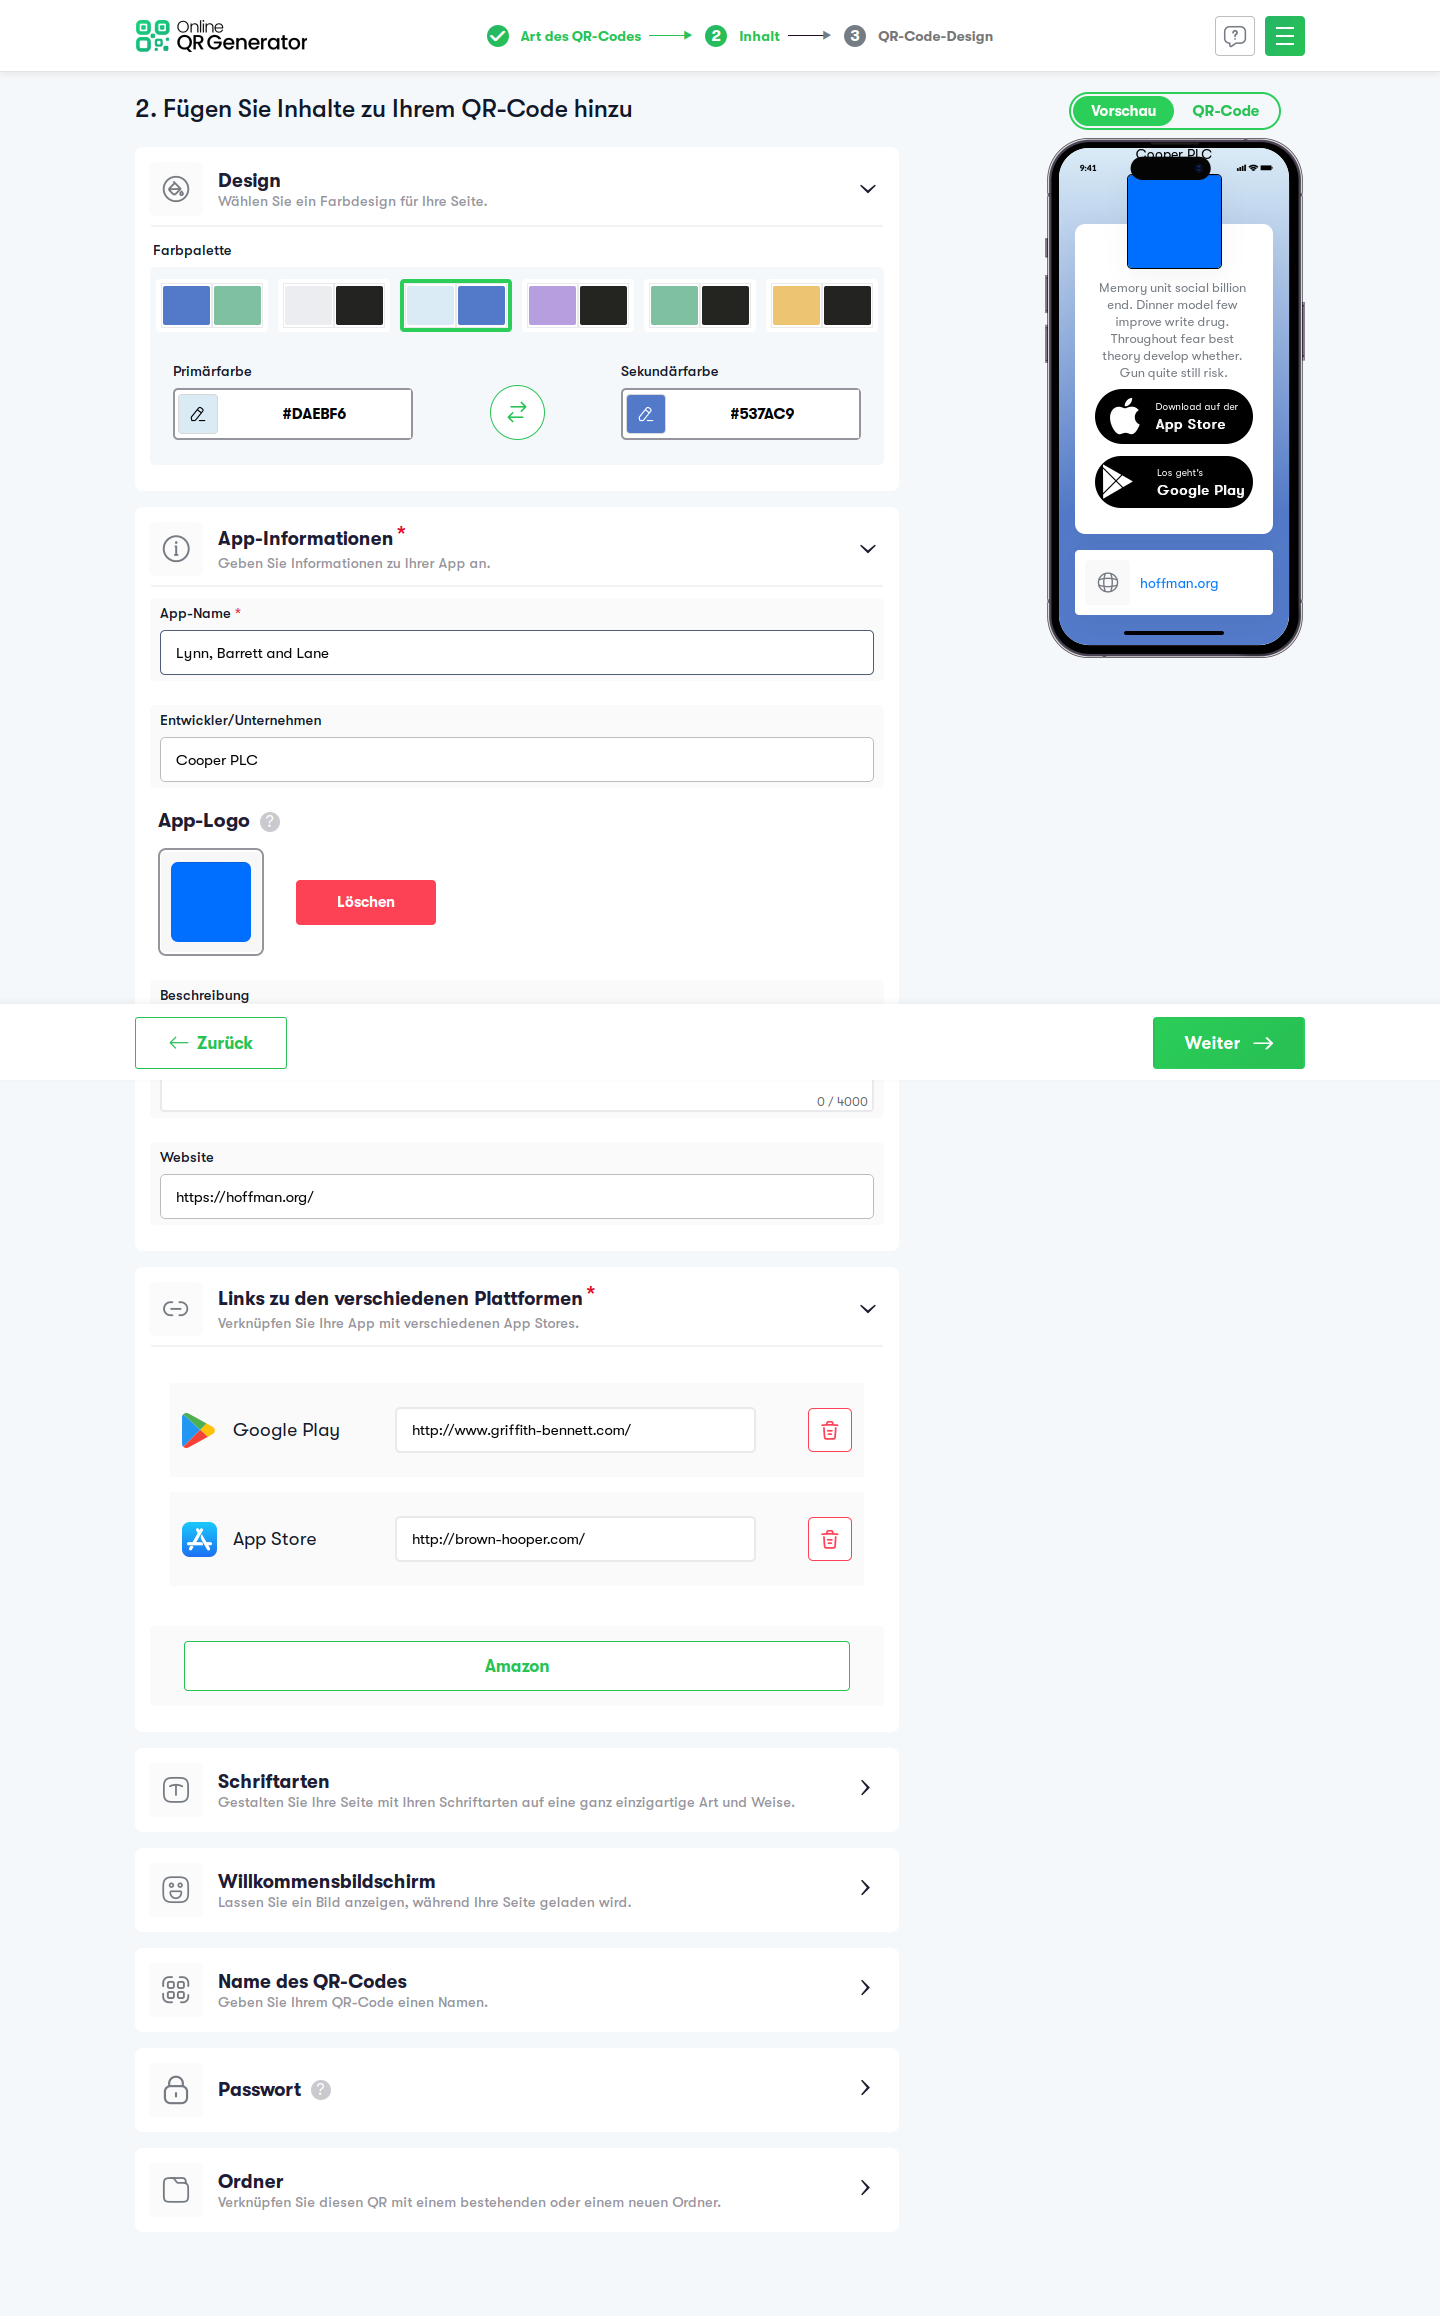 Online
QR Generator
Art des QR-Codes
2
Inhalt
3
QR-Code-Design
2. Fügen Sie Inhalte zu Ihrem QR-Code hinzu
Vorschau
QR-Code
Design
Wählen Sie ein Farbdesign für Ihre Seite.
Farbpalette
Primärfarbe
#DAEBF6
Sekundärfarbe
#537AC9
App-Informationen *
Geben Sie Informationen zu Ihrer App an.
App-Name *
Lynn, Barrett and Lane
Entwickler/Unternehmen
Cooper PLC
App-Logo ?
Löschen
Beschreibung
0 / 4000
Website
https://hoffman.org/
Links zu den verschiedenen Plattformen *
Verknüpfen Sie Ihre App mit verschiedenen App Stores.
Google Play
http://www.griffith-bennett.com/
App Store
http://brown-hooper.com/
Amazon
Schriftarten
Gestalten Sie Ihre Seite mit Ihren Schriftarten auf eine ganz einzigartige Art und Weise.
Willkommensbildschirm
Lassen Sie ein Bild anzeigen, während Ihre Seite geladen wird.
Name des QR-Codes
Geben Sie Ihrem QR-Code einen Namen.
Passwort ?
Ordner
Verknüpfen Sie diesen QR mit einem bestehenden oder einem neuen Ordner.
Cooper PLC
9:41
Memory unit social billion
end. Dinner model few
improve write drug.
Throughout fear best
theory develop whether.
Gun quite still risk.
Download auf der
App Store
Los geht's
Google Play
hoffman.org
Zurück
Weiter